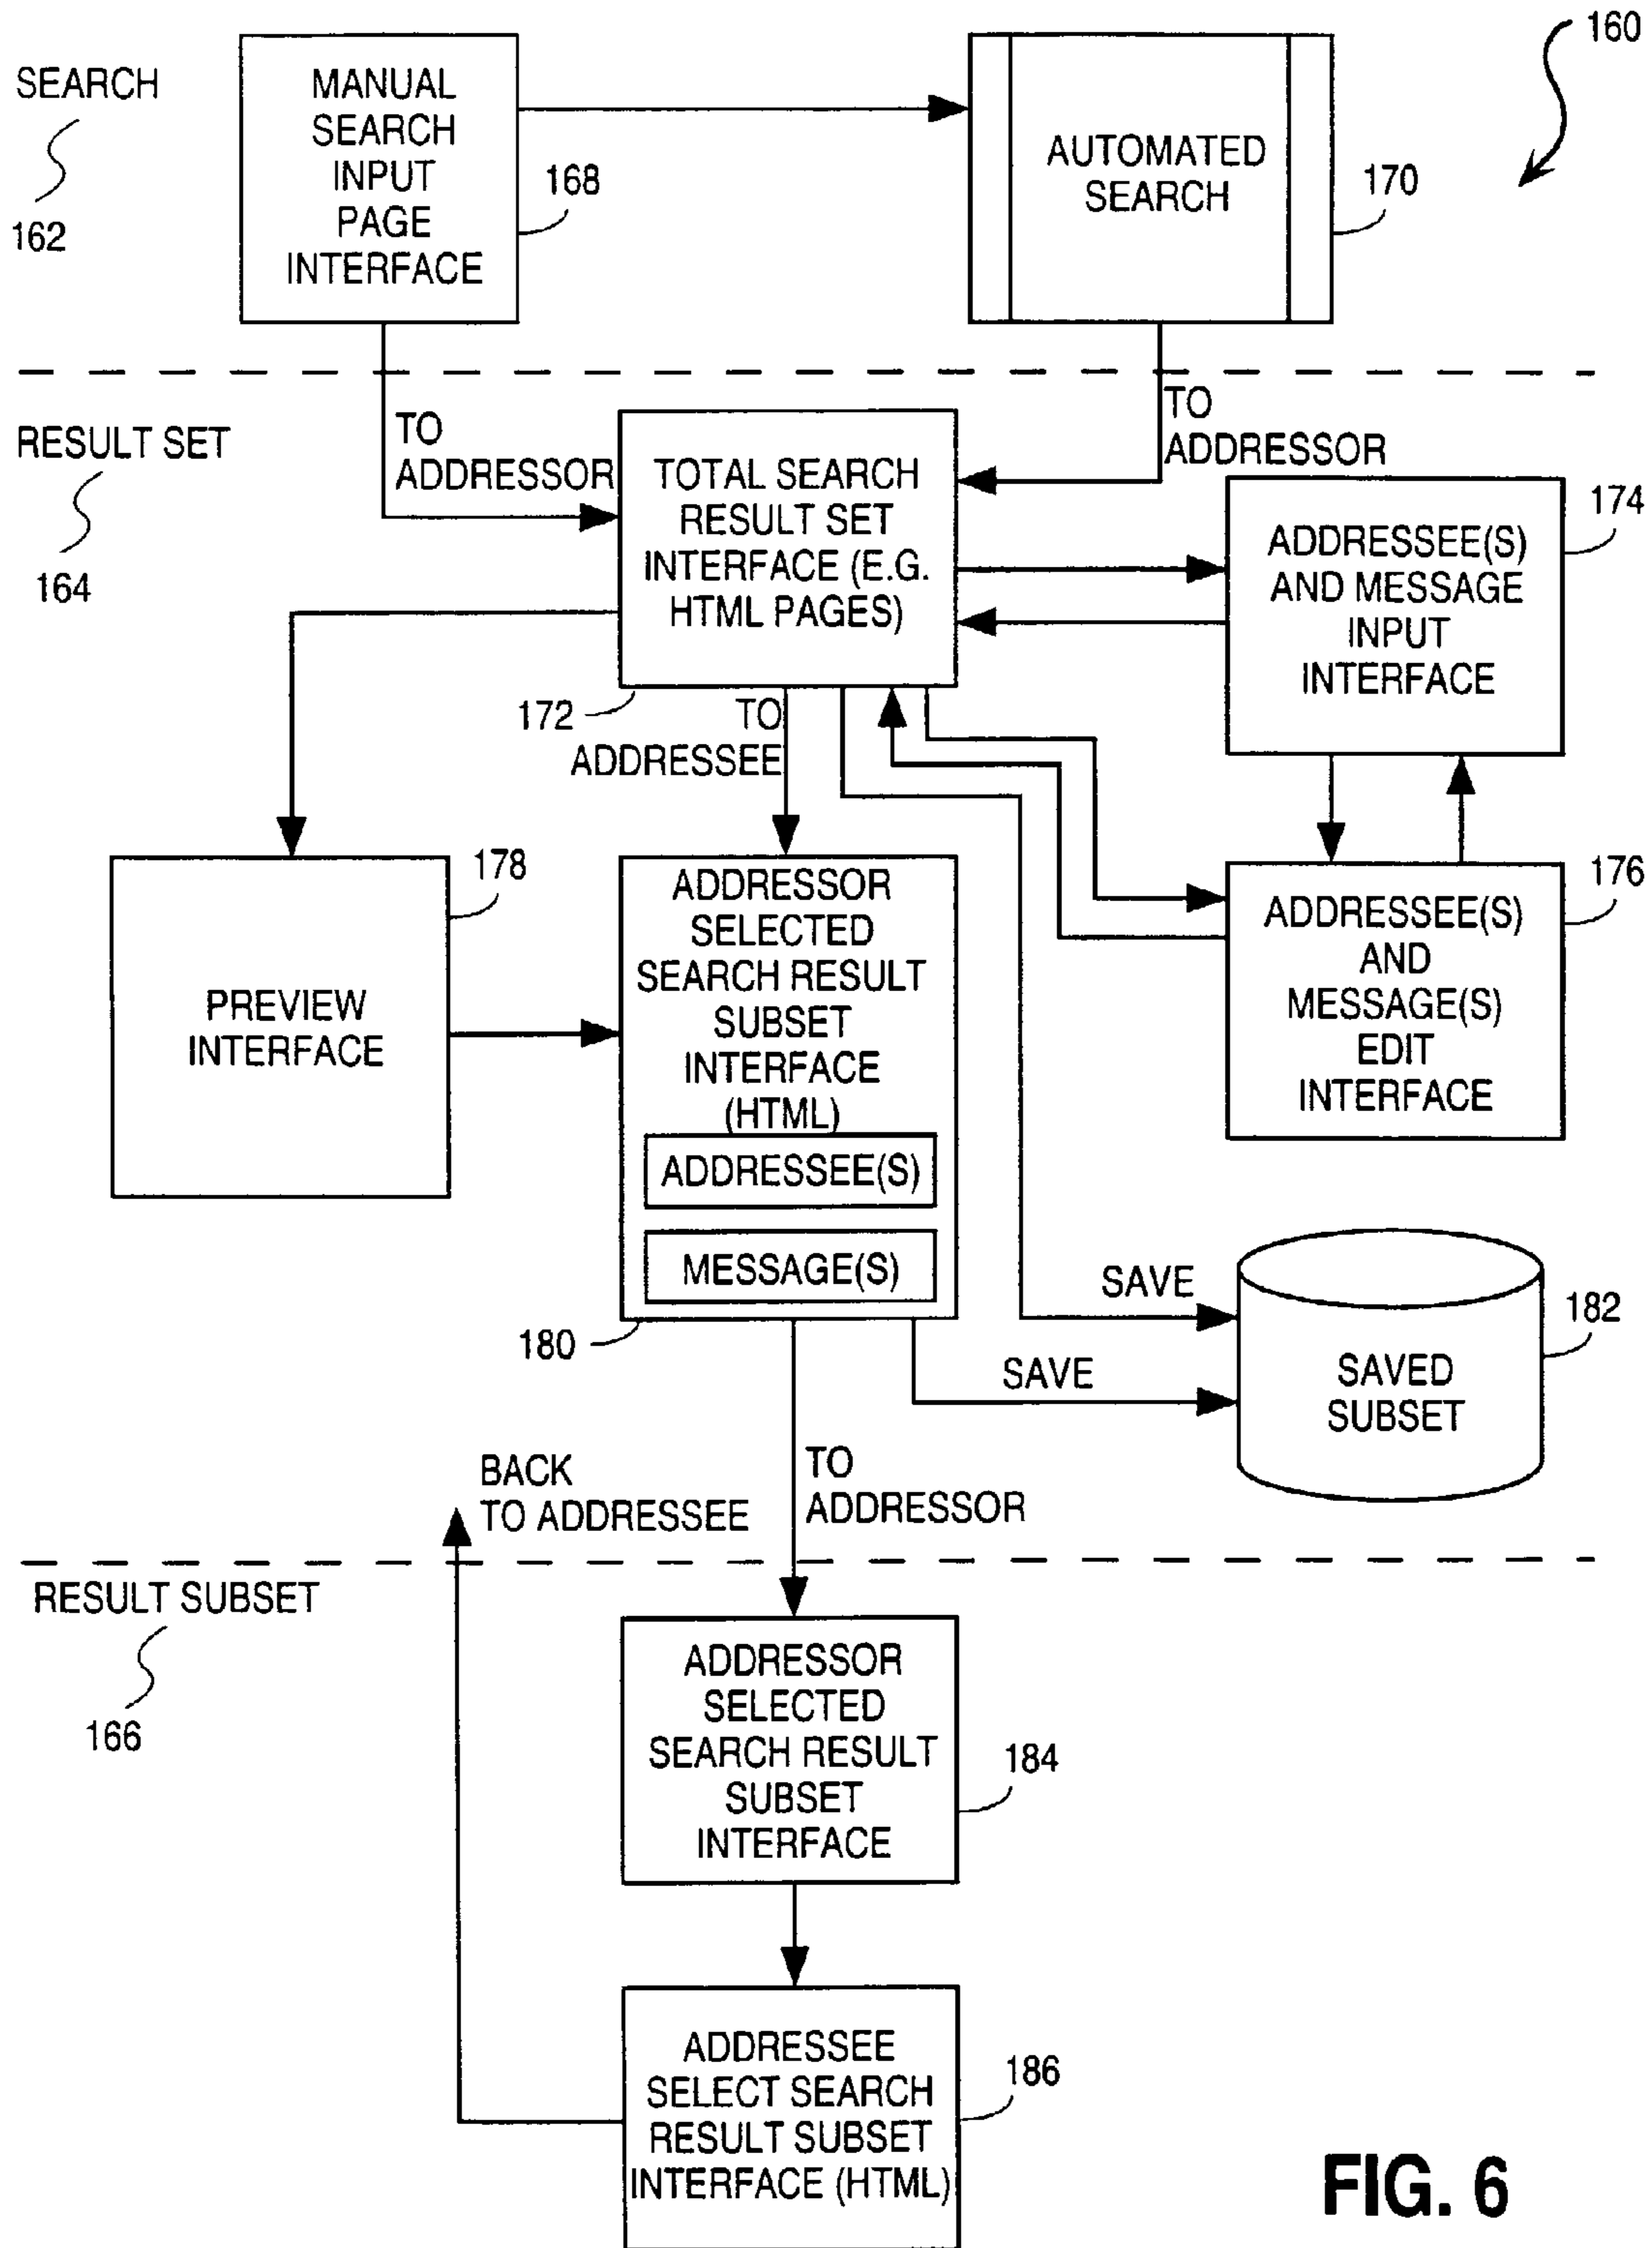 160
SEARCH
162
MANUAL
SEARCH
INPUT
PAGE
INTERFACE
168
AUTOMATED
SEARCH
170
RESULT SET
164
TO
ADDRESSOR
TOTAL SEARCH
RESULT SET
INTERFACE (E.G.
HTML PAGES)
172
TO
ADDRESSOR
ADDRESSEE(S)
AND MESSAGE
INPUT
INTERFACE
174
TO
ADDRESSEE
PREVIEW
INTERFACE
178
ADDRESSOR
SELECTED
SEARCH RESULT
SUBSET
INTERFACE
(HTML)
ADDRESSEE(S)
MESSAGE(S)
180
ADDRESSEE(S)
AND
MESSAGE(S)
EDIT
INTERFACE
176
SAVE
SAVE
SAVED
SUBSET
182
BACK
TO ADDRESSEE
TO
ADDRESSOR
RESULT SUBSET
166
ADDRESSOR
SELECTED
SEARCH RESULT
SUBSET
INTERFACE
184
ADDRESSEE
SELECT SEARCH
RESULT SUBSET
INTERFACE (HTML)
186
FIG. 6